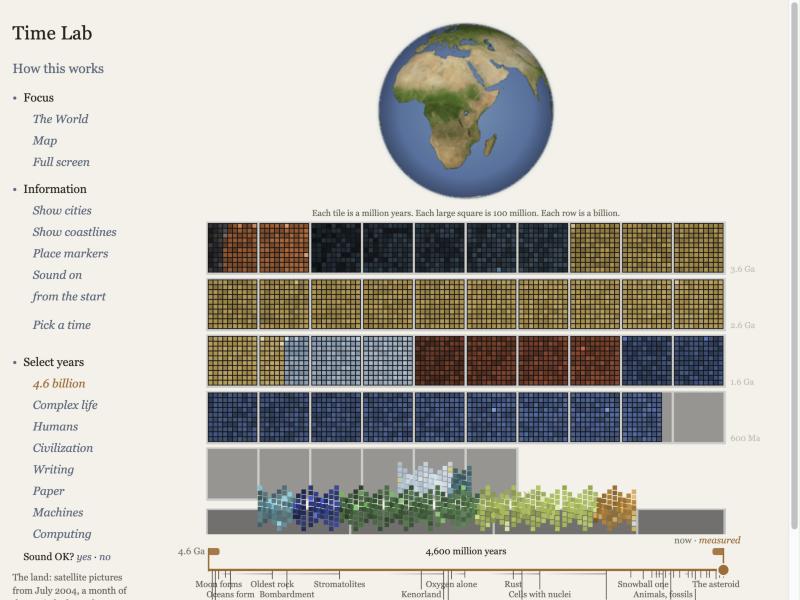 Time Lab
How this works
Focus
The World
Map
Full screen
Information
Show cities
Show coastlines
Place markers
Sound on
from the start
Pick a time
Select years
4.6 billion
Complex life
Humans
Civilization
Writing
Paper
Machines
Computing
Sound OK? yes · no
The land: satellite pictures
from July 2004, a month of
Each tile is a million years. Each large square is 100 million. Each row is a billion.
3.6 Ga
2.6 Ga
1.6 Ga
600 Ma
now · measured
4.6 Ga
4,600 million years
Moon forms Oldest rock Stromatolites Oxygen alone Rust Snowball one The asteroid
Oceans form Bombardment Kenorland Cells with nuclei Animals, fossils